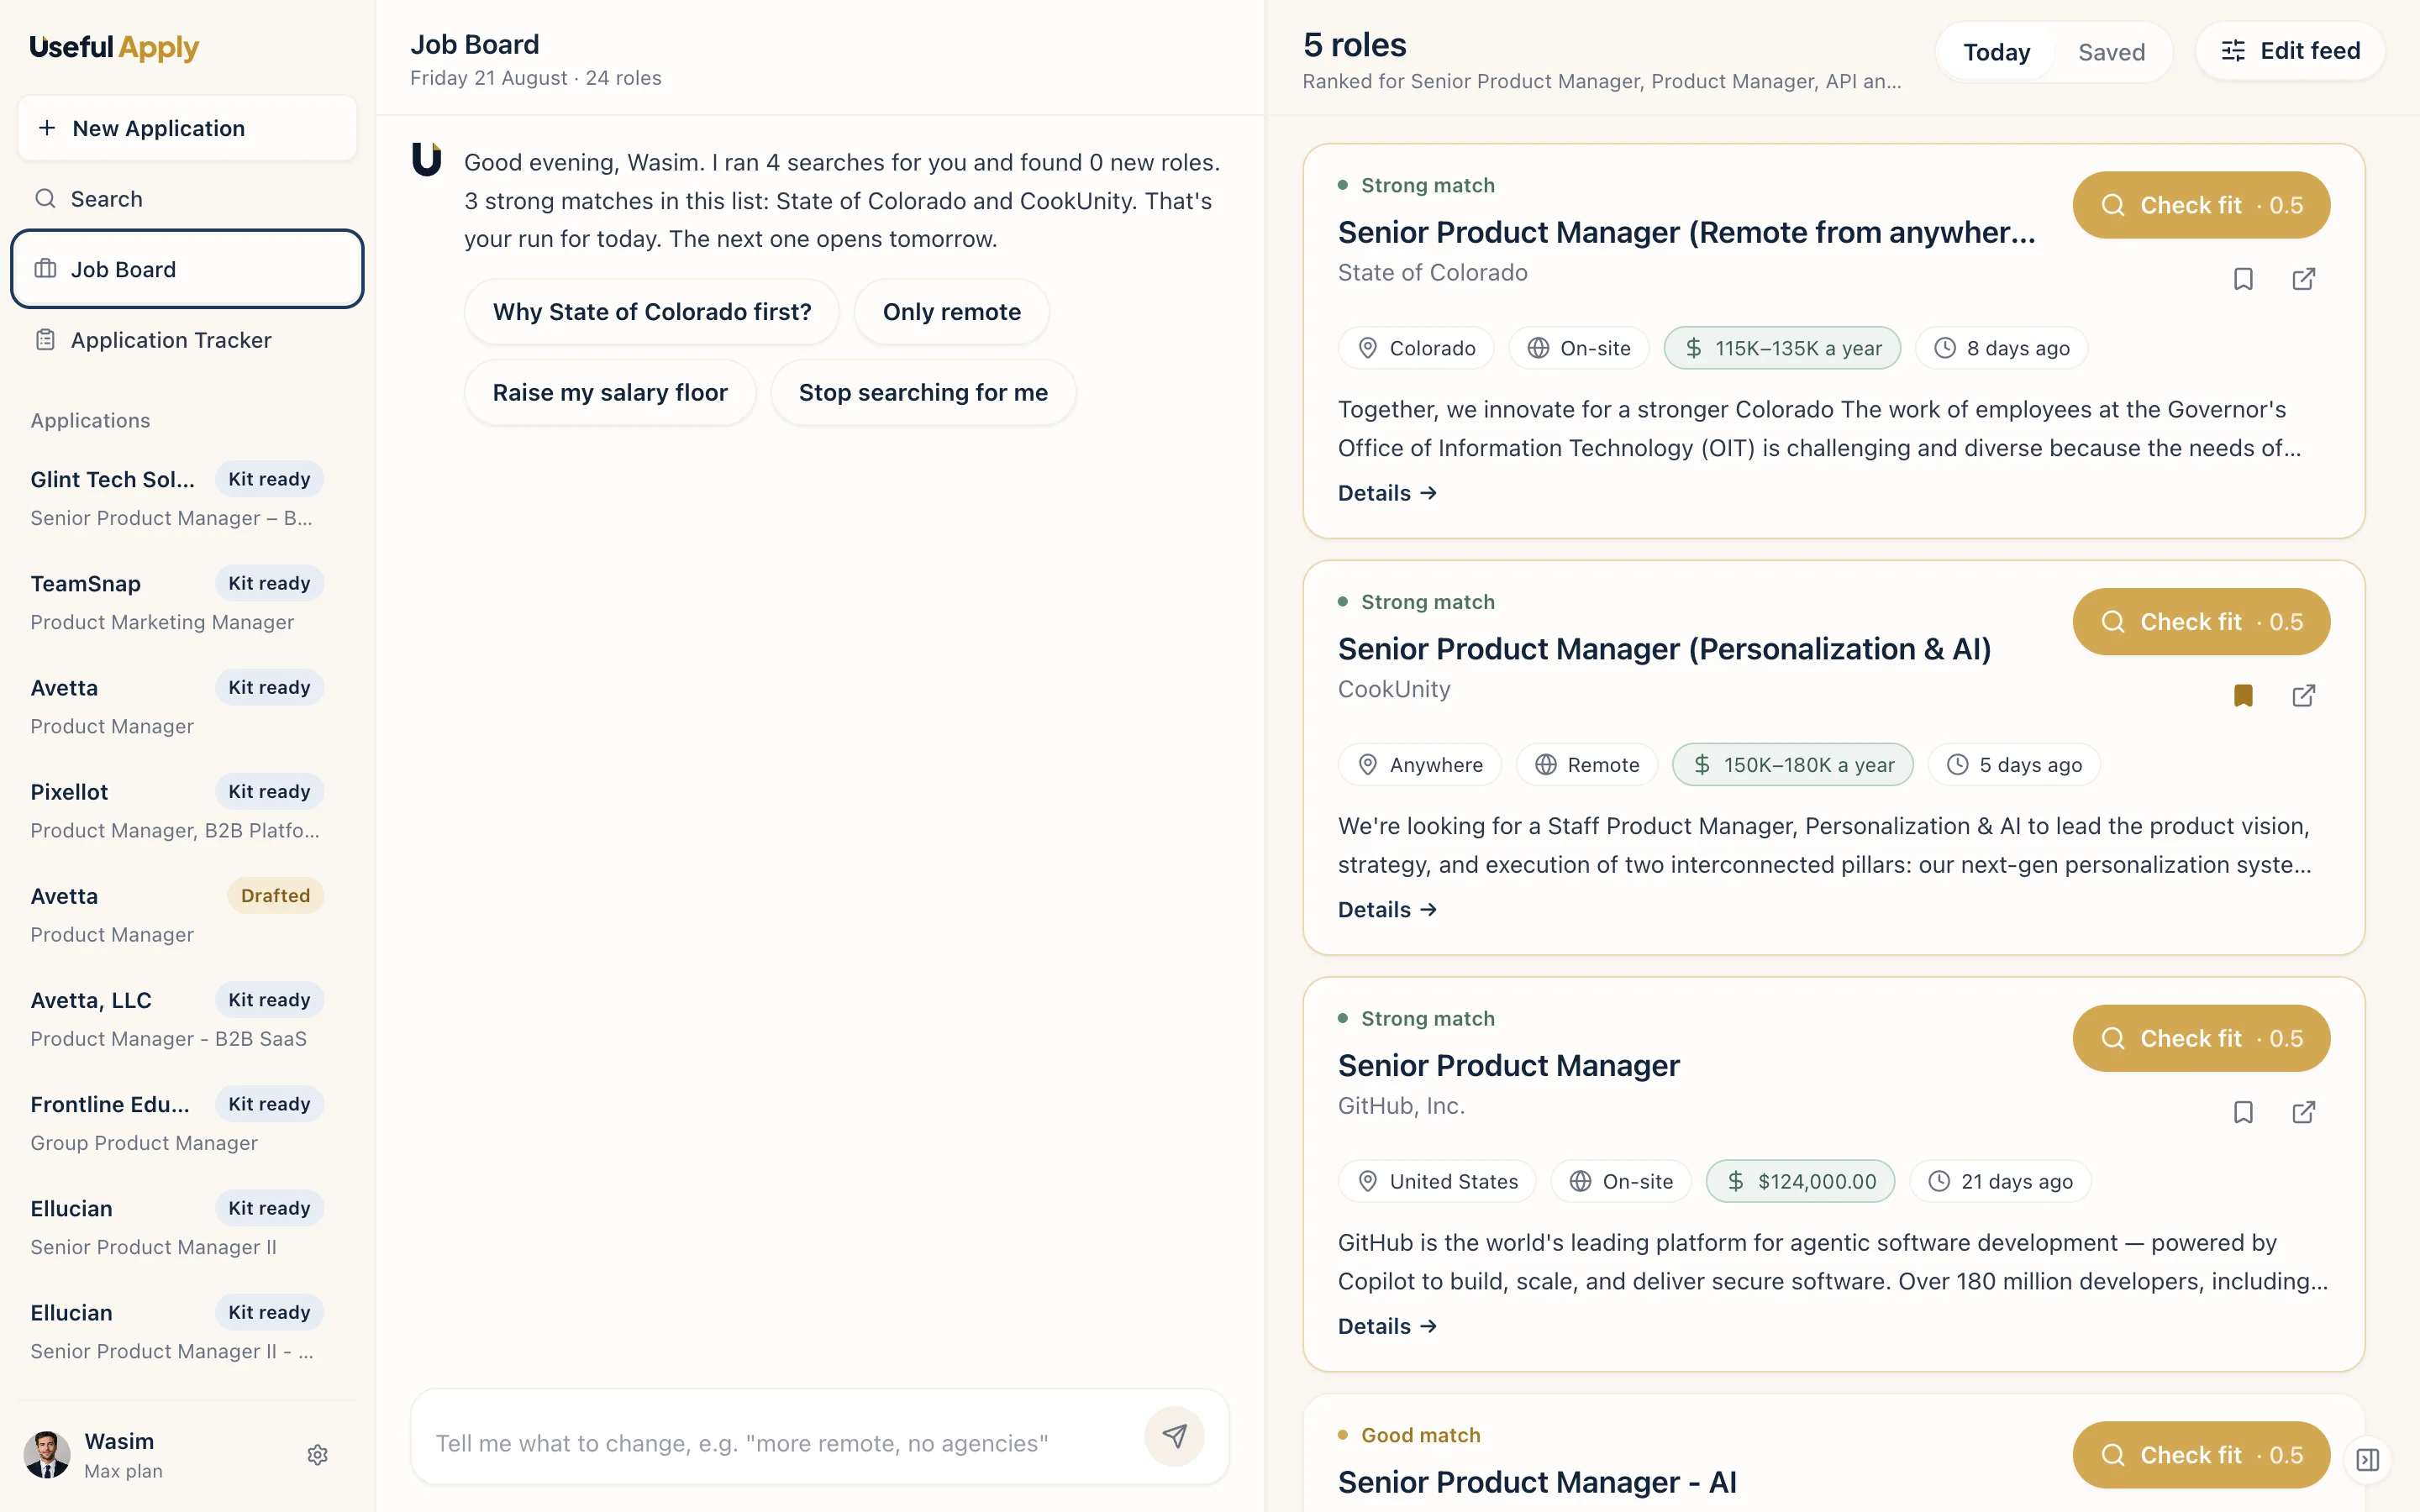 Useful Apply
New Application
Search
Job Board
Application Tracker
Applications
Glint Tech Sol... Kit ready
Senior Product Manager – B...
TeamSnap Kit ready
Product Marketing Manager
Avetta Kit ready
Product Manager
Pixellot Kit ready
Product Manager, B2B Platfo...
Avetta Drafted
Product Manager
Avetta, LLC Kit ready
Product Manager - B2B SaaS
Frontline Edu... Kit ready
Group Product Manager
Ellucian Kit ready
Senior Product Manager II
Ellucian Kit ready
Senior Product Manager II - ...
Wasim
Max plan
Job Board
Friday 21 August · 24 roles
Good evening, Wasim. I ran 4 searches for you and found 0 new roles.
3 strong matches in this list: State of Colorado and CookUnity. That's
your run for today. The next one opens tomorrow.
Why State of Colorado first? Only remote
Raise my salary floor Stop searching for me
Tell me what to change, e.g. "more remote, no agencies"
5 roles
Ranked for Senior Product Manager, Product Manager, API an...
Today Saved Edit feed
Strong match
Check fit · 0.5
Senior Product Manager (Remote from anywher...
State of Colorado
Colorado On-site $ 115K–135K a year 8 days ago
Together, we innovate for a stronger Colorado The work of employees at the Governor's
Office of Information Technology (OIT) is challenging and diverse because the needs of...
Details →
Strong match
Check fit · 0.5
Senior Product Manager (Personalization & AI)
CookUnity
Anywhere Remote $ 150K–180K a year 5 days ago
We're looking for a Staff Product Manager, Personalization & AI to lead the product vision,
strategy, and execution of two interconnected pillars: our next-gen personalization syste...
Details →
Strong match
Check fit · 0.5
Senior Product Manager
GitHub, Inc.
United States On-site $ $124,000.00 21 days ago
GitHub is the world's leading platform for agentic software development — powered by
Copilot to build, scale, and deliver secure software. Over 180 million developers, including...
Details →
Good match
Check fit · 0.5
Senior Product Manager - AI